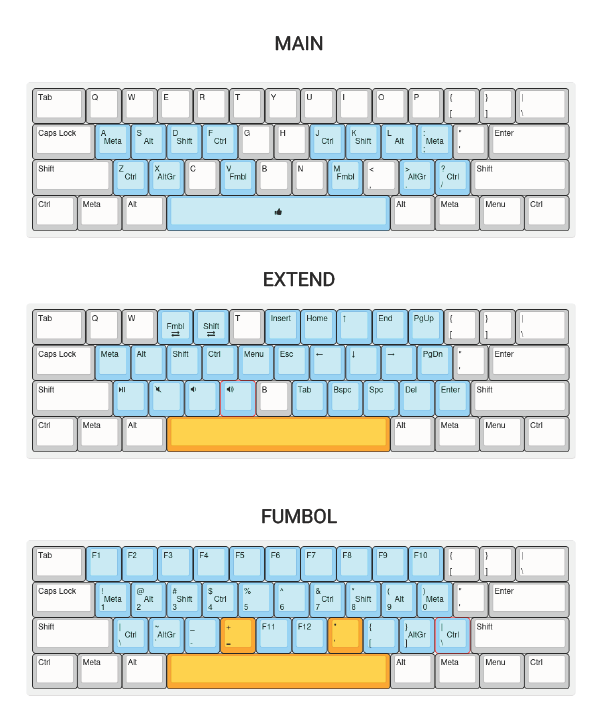 MAIN
Tab Q W E R T Y U I O P { [ } ] | \
Caps Lock A Meta S Alt D Shift F Ctrl G H J Ctrl K Shift L Alt : Meta ; " ' Enter
Shift Z Ctrl X AltGr C V Fmbl B N M Fmbl < , > AltGr . ? Ctrl / Shift
Ctrl Meta Alt Alt Meta Menu Ctrl
EXTEND
Tab Q W Fmbl ⇄ Shift ⇄ T Insert Home ↑ End PgUp { [ } ] | \
Caps Lock Meta Alt Shift Ctrl Menu Esc ← ↓ → PgDn " ' Enter
Shift B Tab Bspc Spc Del Enter Shift
Ctrl Meta Alt Alt Meta Menu Ctrl
FUMBOL
Tab F1 F2 F3 F4 F5 F6 F7 F8 F9 F10 { [ } ] | \
Caps Lock ! Meta 1 @ Alt 2 # Shift 3 $ Ctrl 4 % 5 ^ 6 & Ctrl 7 * Shift 8 ( Alt 9 ) Meta 0 " ' Enter
Shift | Ctrl \ ~ AltGr ` _ - + = F11 F12 " ' { [ } AltGr ] | Ctrl \ Shift
Ctrl Meta Alt Alt Meta Menu Ctrl